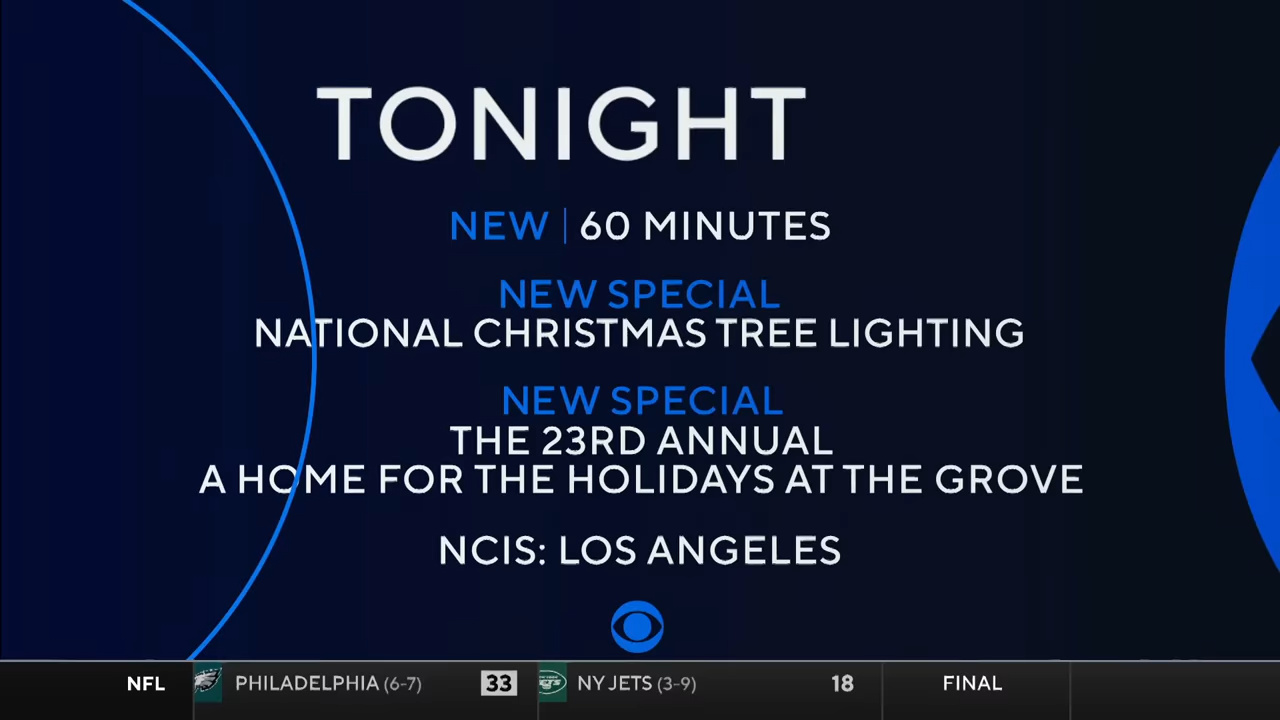 TONIGHT
NEW | 60 MINUTES
NEW SPECIAL
NATIONAL CHRISTMAS TREE LIGHTING
NEW SPECIAL
THE 23RD ANNUAL
A HOME FOR THE HOLIDAYS AT THE GROVE
NCIS: LOS ANGELES
NFL PHILADELPHIA (6-7) 33 NY JETS (3-9) 18 FINAL